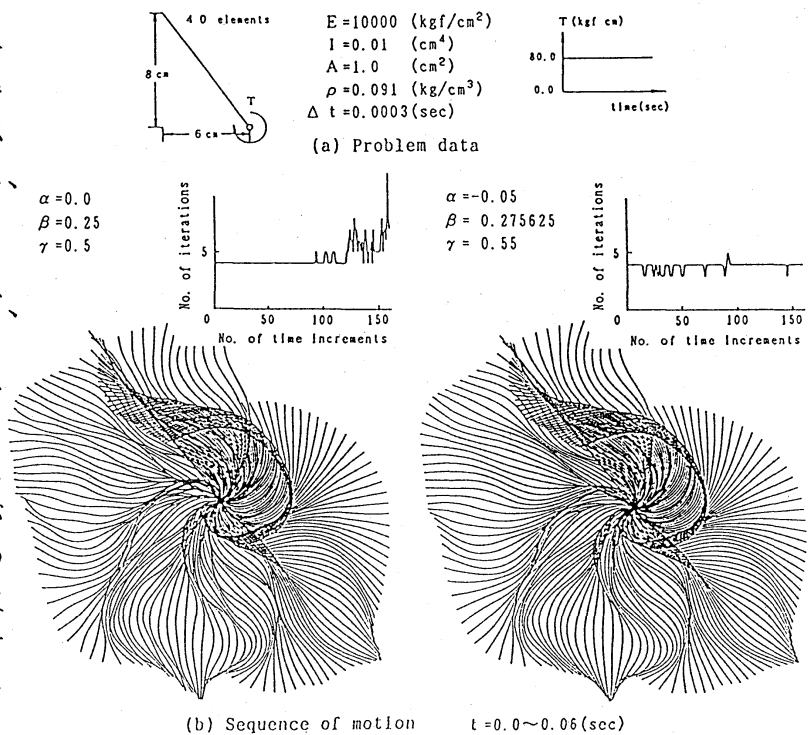 40 elements
8 cm
6 cm
T
E=10000 (kgf/cm²)
I=0.01 (cm⁴)
A=1.0 (cm²)
ρ=0.091 (kg/cm³)
Δ t=0.0003(sec)
T(kgf cm)
80.0
0.0
time(sec)
(a) Problem data
α=0.0
β=0.25
γ=0.5
No. of iterations
5
0 50 100 150
No. of time Increments
α=-0.05
β = 0.275625
γ = 0.55
No. of iterations
5
0 50 100 150
No. of time Increments
(b) Sequence of motion t=0.0~0.06(sec)